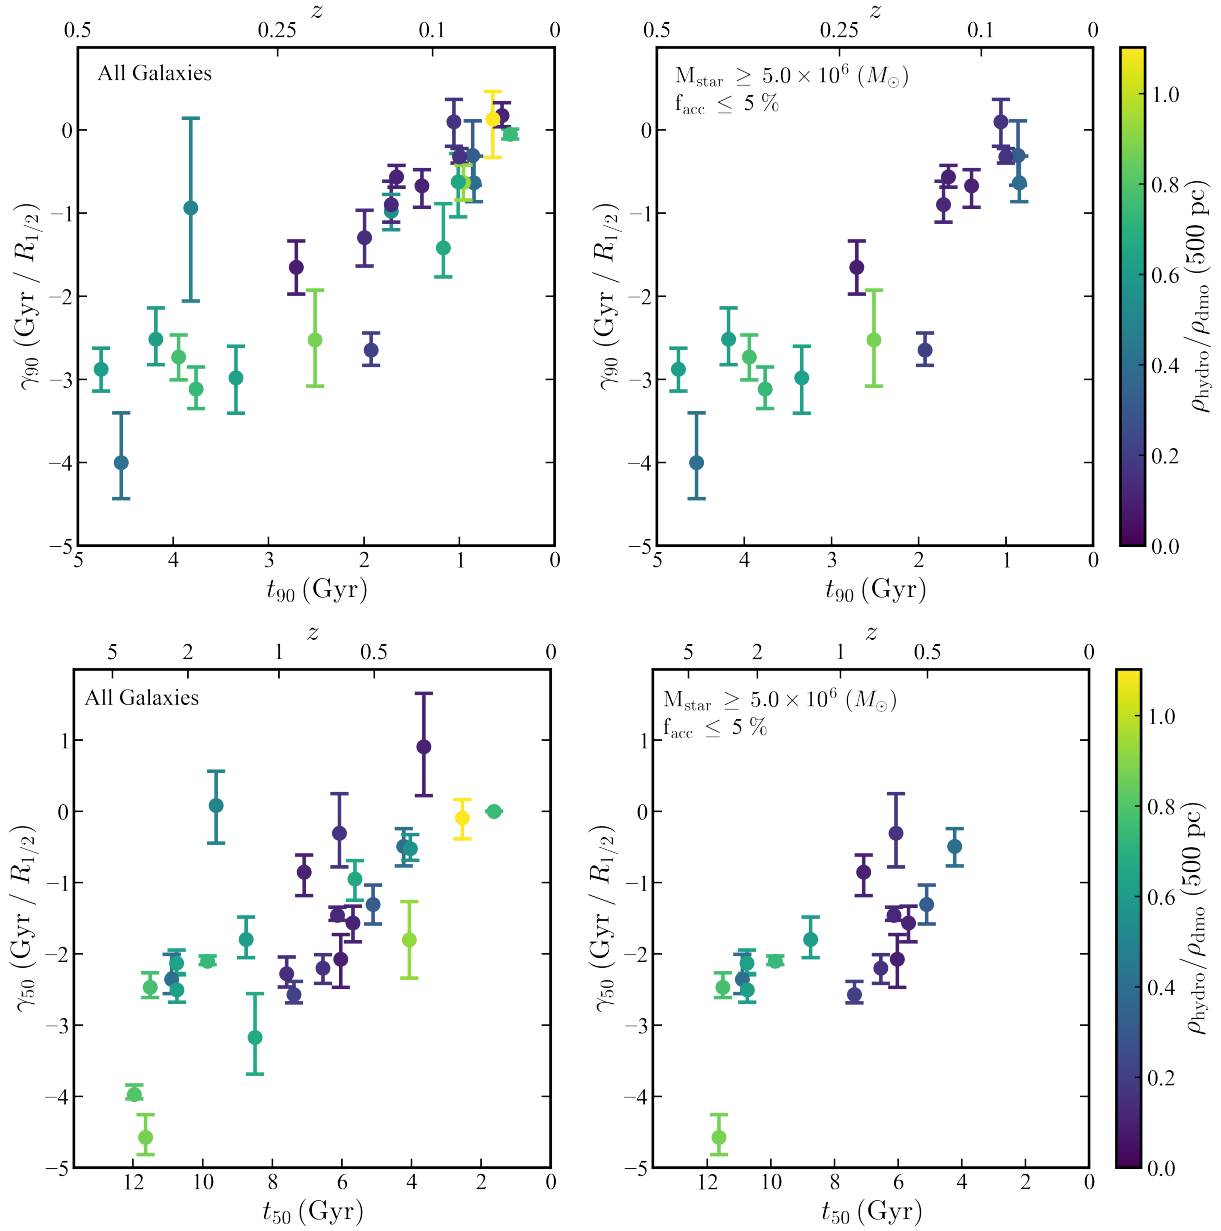 z
0.5 0.25 0.1 0
All Galaxies
0
−1
−2
−3
−4
−5
γ90 (Gyr / R1/2)
5 4 3 2 1 0
t90 (Gyr)
z
0.5 0.25 0.1 0
Mstar ≥ 5.0 × 10⁶ (M⊙)
facc ≤ 5 %
0
−1
−2
−3
−4
−5
γ90 (Gyr / R1/2)
5 4 3 2 1 0
t90 (Gyr)
1.0
0.8
0.6
0.4
0.2
0.0
ρhydro/ρdmo (500 pc)
z
5 2 1 0.5 0
All Galaxies
1
0
−1
−2
−3
−4
−5
γ50 (Gyr / R1/2)
12 10 8 6 4 2 0
t50 (Gyr)
z
5 2 1 0.5 0
Mstar ≥ 5.0 × 10⁶ (M⊙)
facc ≤ 5 %
1
0
−1
−2
−3
−4
−5
γ50 (Gyr / R1/2)
12 10 8 6 4 2 0
t50 (Gyr)
1.0
0.8
0.6
0.4
0.2
0.0
ρhydro/ρdmo (500 pc)